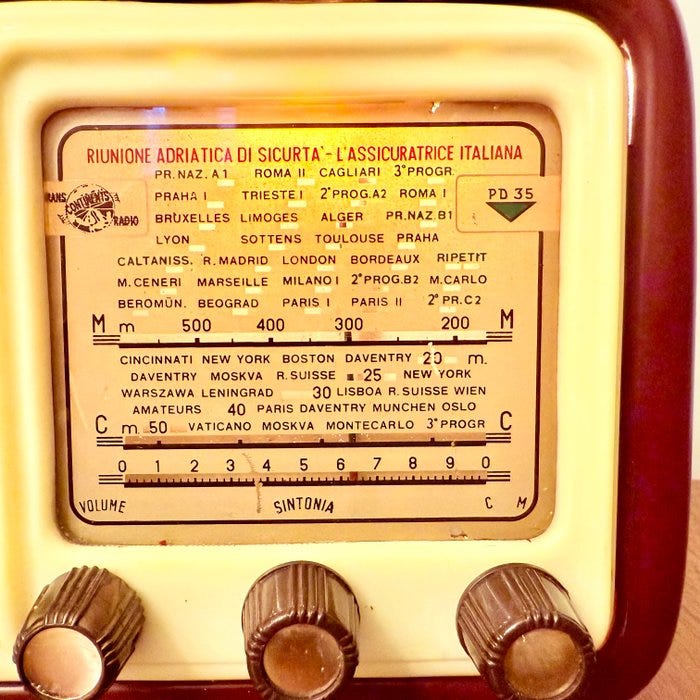 RIUNIONE ADRIATICA DI SICURTA' - L'ASSICURATRICE ITALIANA
PR.NAZ. A1 ROMA II CAGLIARI 3°PROGR.
TRANS CONTINENTS RADIO
PRAHA I TRIESTE I 2°PROG.A2 ROMA I
PD 35
BRUXELLES LIMOGES ALGER PR.NAZ.B1
LYON SOTTENS TOULOUSE PRAHA
CALTANISS. R.MADRID LONDON BORDEAUX RIPETIT
M.CENERI MARSEILLE MILANO I 2°PROG.B2 M.CARLO
BEROMÜN. BEOGRAD PARIS I PARIS II 2°PR.C2
M m 500 400 300 200 M
CINCINNATI NEW YORK BOSTON DAVENTRY 20 m.
DAVENTRY MOSKVA R.SUISSE 25 NEW YORK
WARSZAWA LENINGRAD 30 LISBOA R.SUISSE WIEN
AMATEURS 40 PARIS DAVENTRY MUNCHEN OSLO
C m. 50 VATICANO MOSKVA MONTECARLO 3°PROGR C
0 1 2 3 4 5 6 7 8 9 0
VOLUME SINTONIA C M